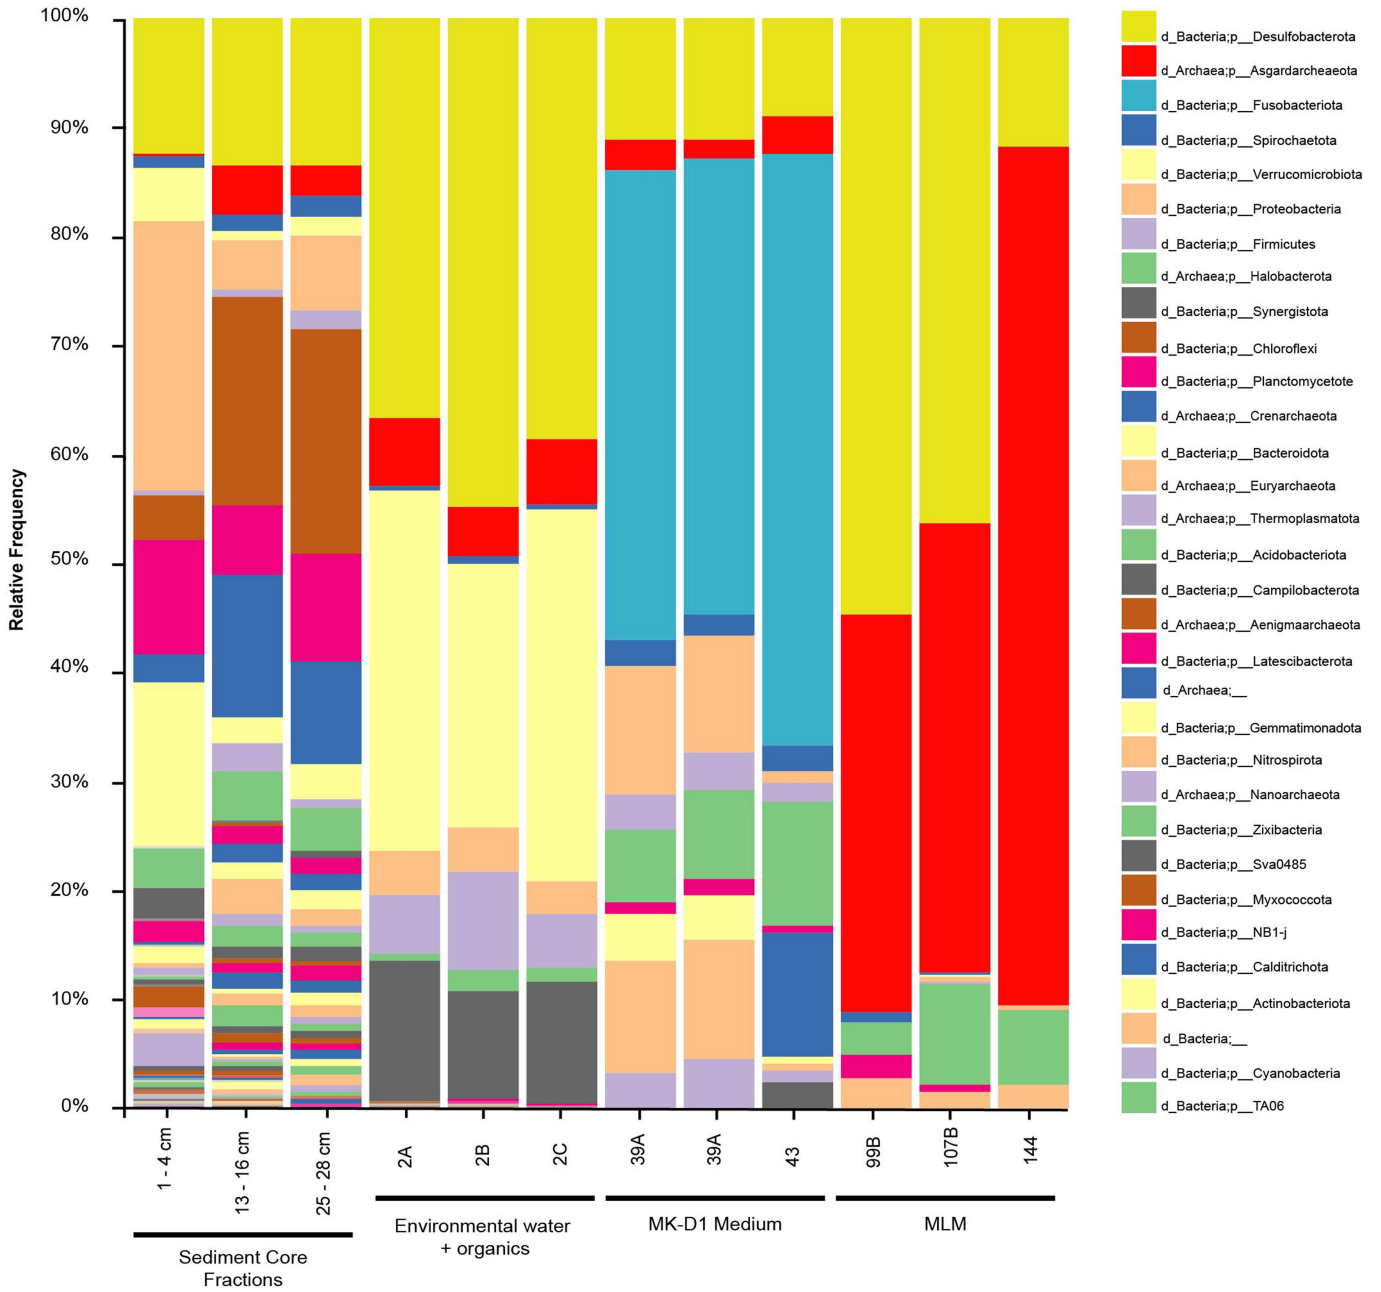 100%
90%
80%
70%
60%
50%
40%
30%
20%
10%
0%
Relative Frequency
1 - 4 cm
13 - 16 cm
25 - 28 cm
2A
2B
2C
39A
39A
43
99B
107B
144
Sediment Core
Fractions
Environmental water
+ organics
MK-D1 Medium
MLM
d_Bacteria;p__Desulfobacterota
d_Archaea;p__Asgardarcheaeota
d_Bacteria;p__Fusobacteriota
d_Bacteria;p__Spirochaetota
d_Bacteria;p__Verrucomicrobiota
d_Bacteria;p__Proteobacteria
d_Bacteria;p__Firmicutes
d_Archaea;p__Halobacterota
d_Bacteria;p__Synergistota
d_Bacteria;p__Chloroflexi
d_Bacteria;p__Planctomycetote
d_Archaea;p__Crenarchaeota
d_Bacteria;p__Bacteroidota
d_Archaea;p__Euryarchaeota
d_Archaea;p__Thermoplasmatota
d_Bacteria;p__Acidobacteriota
d_Bacteria;p__Campilobacterota
d_Archaea;p__Aenigmaarchaeota
d_Bacteria;p__Latescibacterota
d_Archaea;__
d_Bacteria;p__Gemmatimonadota
d_Bacteria;p__Nitrospirota
d_Archaea;p__Nanoarchaeota
d_Bacteria;p__Zixibacteria
d_Bacteria;p__Sva0485
d_Bacteria;p__Myxococcota
d_Bacteria;p__NB1-j
d_Bacteria;p__Calditrichota
d_Bacteria;p__Actinobacteriota
d_Bacteria;__
d_Bacteria;p__Cyanobacteria
d_Bacteria;p__TA06